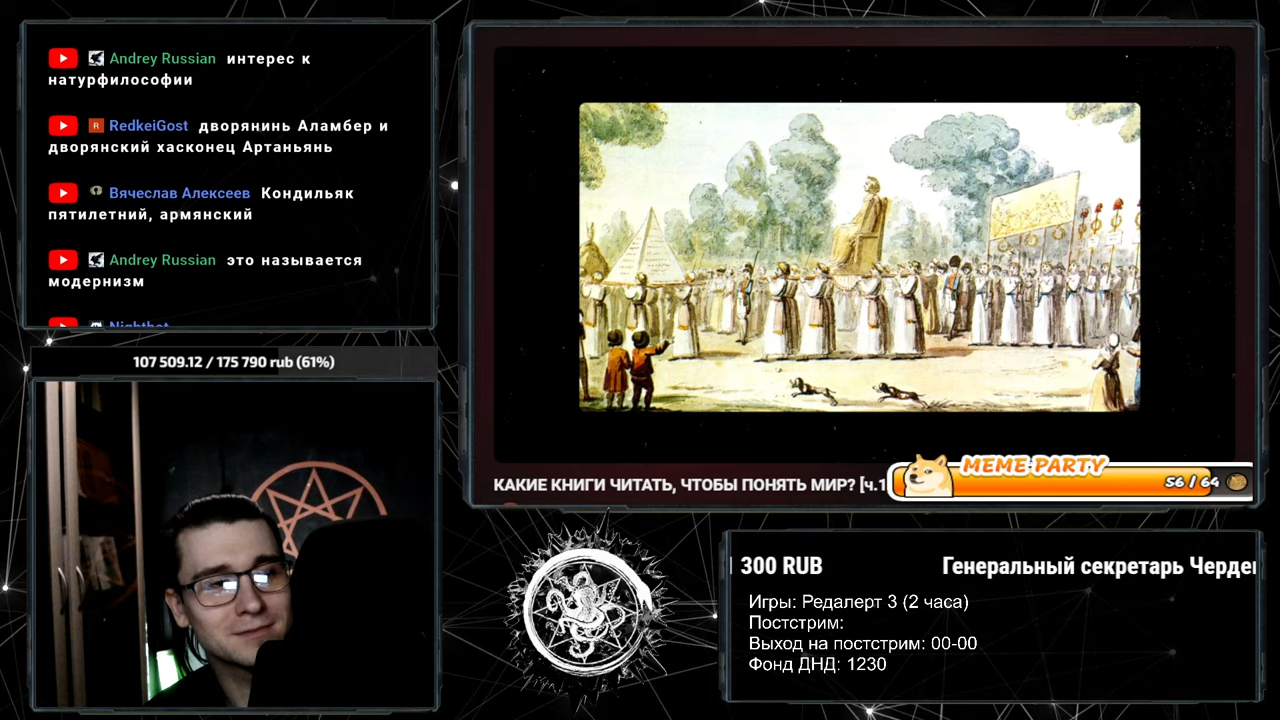 Andrey Russian интерес к
натурфилософии
RedkeiGost дворянинь Аламбер и
дворянский хасконец Артаньянь
Вячеслав Алексеев Кондильяк
пятилетний, армянский
Andrey Russian это называется
модернизм
Nightbot
107 509.12 / 175 790 rub (61%)
КАКИЕ КНИГИ ЧИТАТЬ, ЧТОБЫ ПОНЯТЬ МИР? [ч.1
MEME PARTY
56 / 64
300 RUB Генеральный секретарь Черде
Игры: Редалерт 3 (2 часа)
Постстрим:
Выход на постстрим: 00-00
Фонд ДНД: 1230